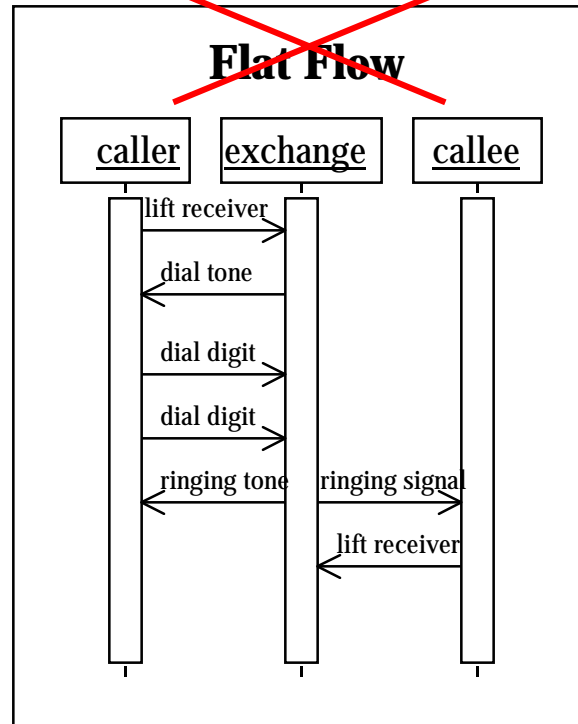 Flat Flow
caller exchange callee
lift receiver
dial tone
dial digit
dial digit
ringing tone ringing signal
lift receiver